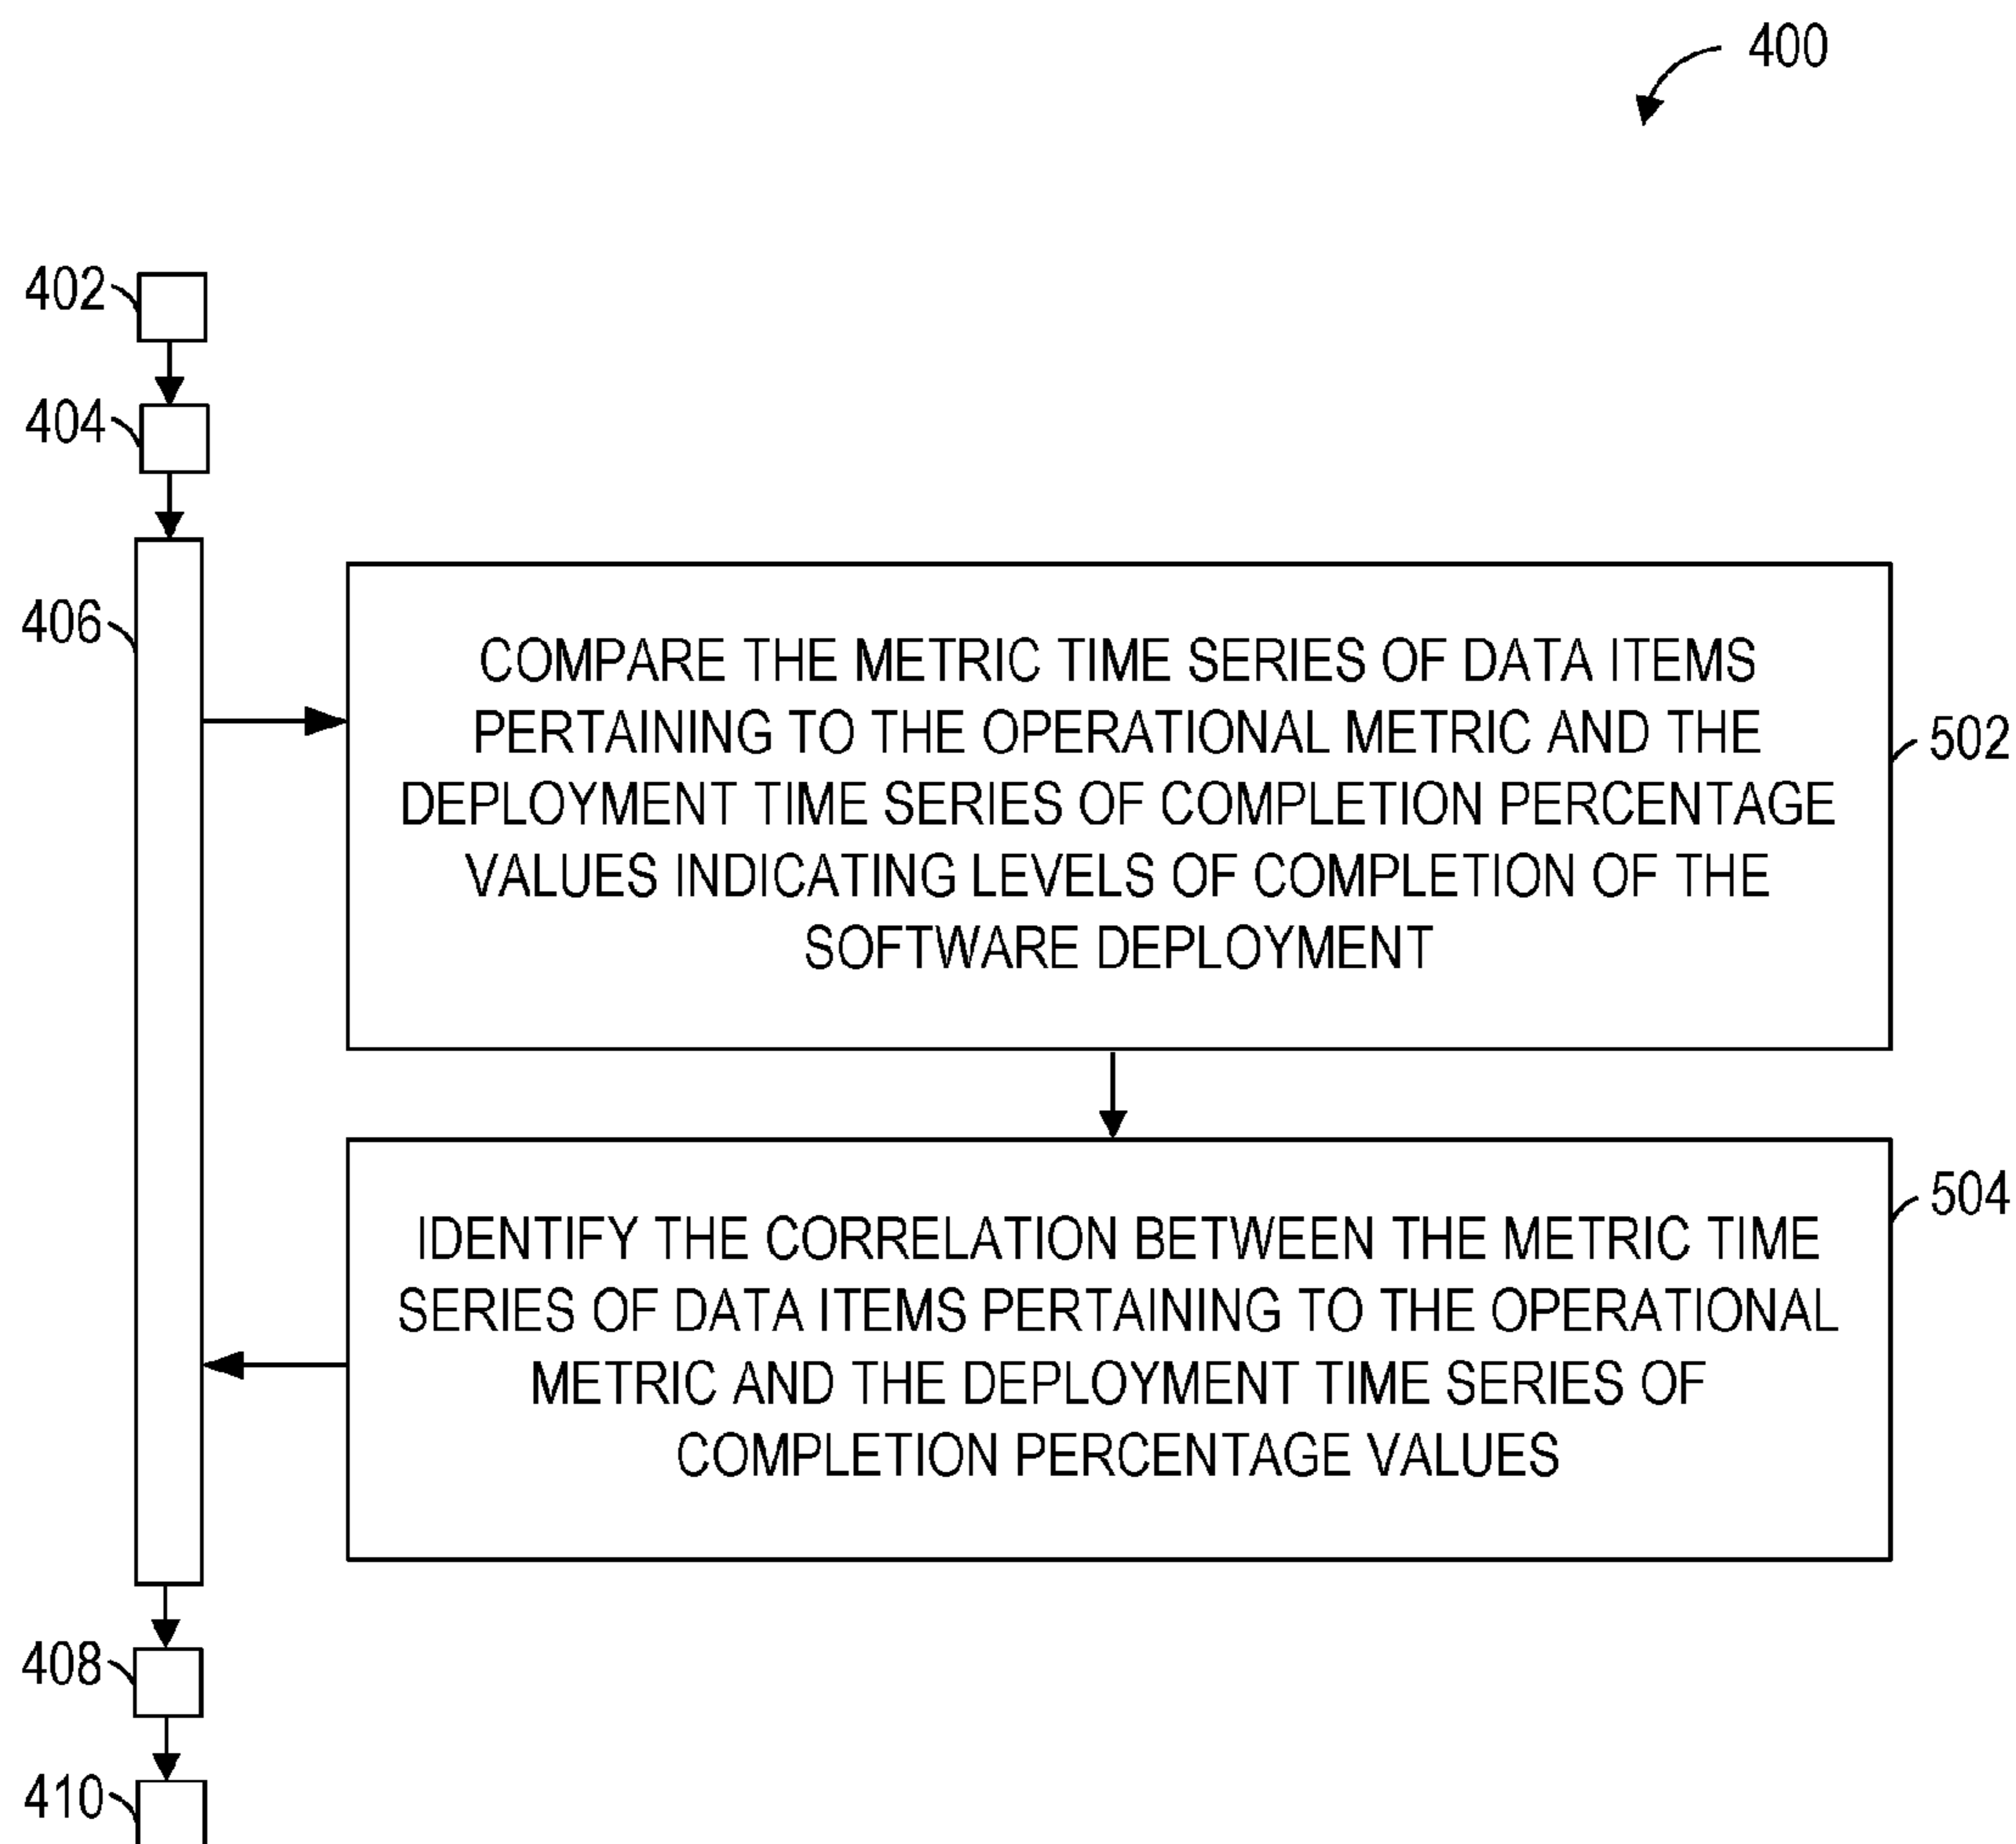 400
402
404
406
COMPARE THE METRIC TIME SERIES OF DATA ITEMS
PERTAINING TO THE OPERATIONAL METRIC AND THE
DEPLOYMENT TIME SERIES OF COMPLETION PERCENTAGE
VALUES INDICATING LEVELS OF COMPLETION OF THE
SOFTWARE DEPLOYMENT
502
IDENTIFY THE CORRELATION BETWEEN THE METRIC TIME
SERIES OF DATA ITEMS PERTAINING TO THE OPERATIONAL
METRIC AND THE DEPLOYMENT TIME SERIES OF
COMPLETION PERCENTAGE VALUES
504
408
410